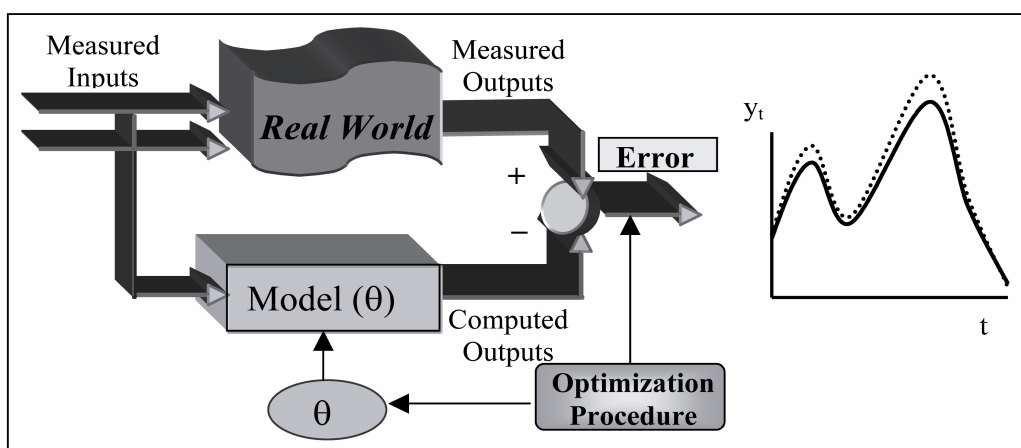 Measured
Inputs
Measured
Outputs
Real World
Error
+
−
Model (θ)
Computed
Outputs
θ
Optimization
Procedure
yₜ
t